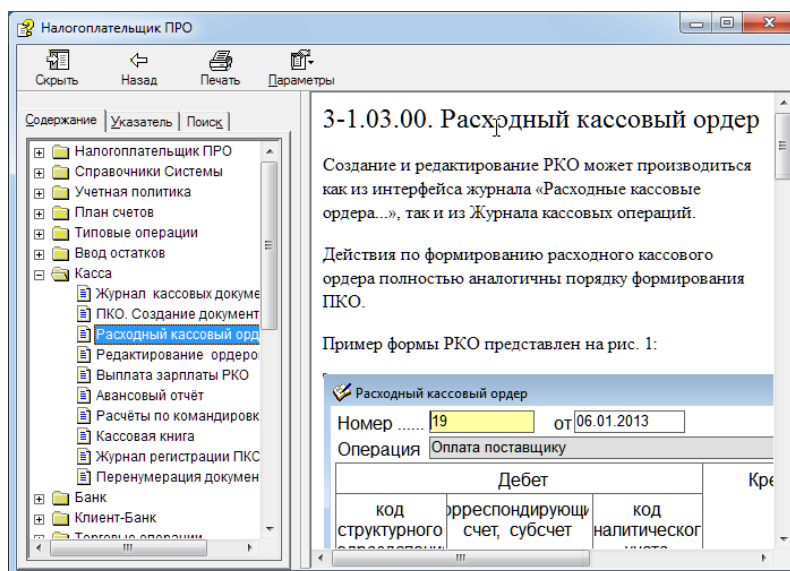 Налогоплательщик ПРО
Скрыть Назад Печать Параметры
Содержание Указатель Поиск
Налогоплательщик ПРО
Справочники Системы
Учетная политика
План счетов
Типовые операции
Ввод остатков
Касса
Журнал кассовых докуме
ПКО. Создание документ
Расходный кассовый орд
Редактирование ордеро
Выплата зарплаты РКО
Авансовый отчёт
Расчёты по командировк
Кассовая книга
Журнал регистрации ПКО
Перенумерация докумен
Банк
Клиент-Банк
Торговые операции
3-1.03.00. Расходный кассовый ордер
Создание и редактирование РКО может производиться
как из интерфейса журнала «Расходные кассовые
ордера...», так и из Журнала кассовых операций.
Действия по формированию расходного кассового
ордера полностью аналогичны порядку формирования
ПКО.
Пример формы РКО представлен на рис. 1:
Расходный кассовый ордер
Номер ...... 19 от 06.01.2013
Операция Оплата поставщику
Дебет Кре
код орреспондирующи код
структурного счет, субсчет налитическог